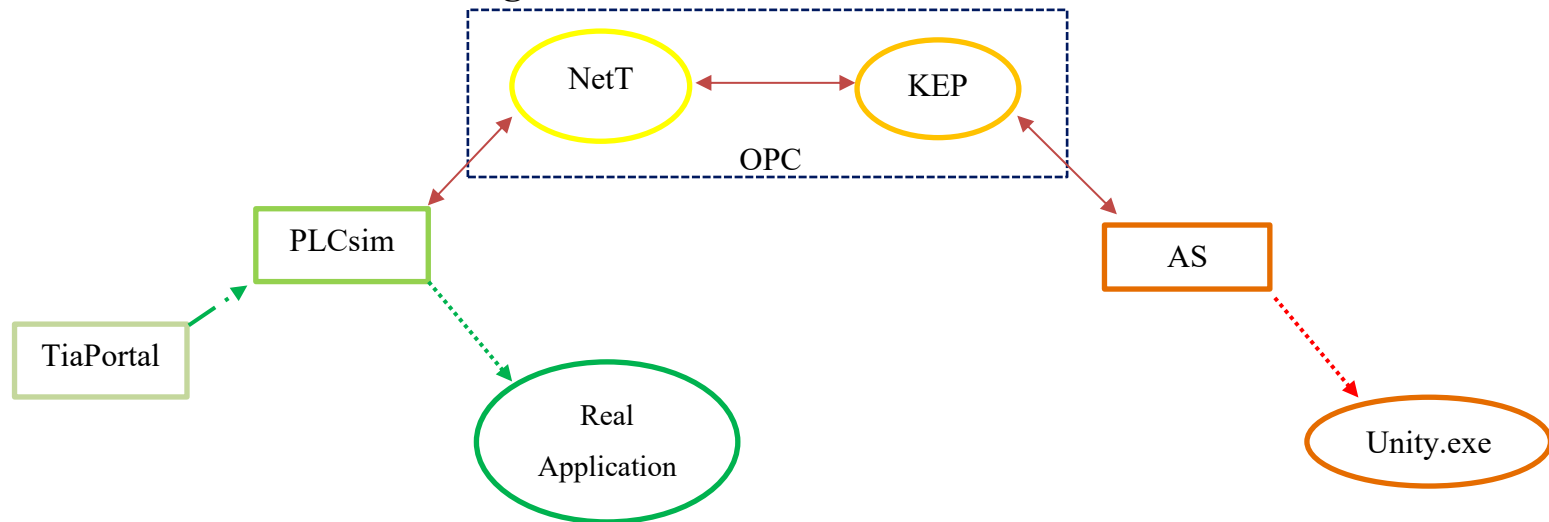 NetT
KEP
OPC
PLCsim
AS
TiaPortal
Real
Application
Unity.exe